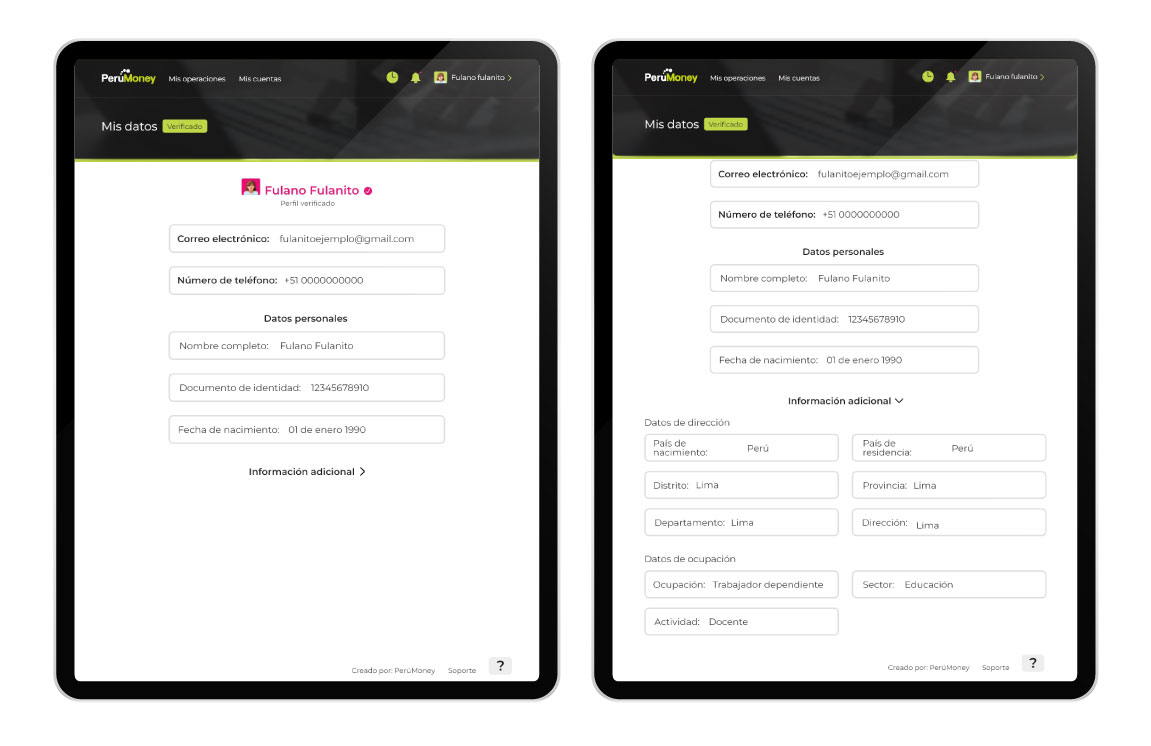 PerúMoney Mis operaciones Mis cuentas Fulano fulanito >
Mis datos Verificado
Fulano Fulanito
Perfil verificado
Correo electrónico: fulanitoejemplo@gmail.com
Número de teléfono: +51 0000000000
Datos personales
Nombre completo: Fulano Fulanito
Documento de identidad: 12345678910
Fecha de nacimiento: 01 de enero 1990
Información adicional >
Creado por: PerúMoney Soporte ?
PerúMoney Mis operaciones Mis cuentas Fulano fulanito >
Mis datos Verificado
Correo electrónico: fulanitoejemplo@gmail.com
Número de teléfono: +51 0000000000
Datos personales
Nombre completo: Fulano Fulanito
Documento de identidad: 12345678910
Fecha de nacimiento: 01 de enero 1990
Información adicional
Datos de dirección
País de nacimiento: Perú País de residencia: Perú
Distrito: Lima Provincia: Lima
Departamento: Lima Dirección: Lima
Datos de ocupación
Ocupación: Trabajador dependiente Sector: Educación
Actividad: Docente
Creado por: PerúMoney Soporte ?